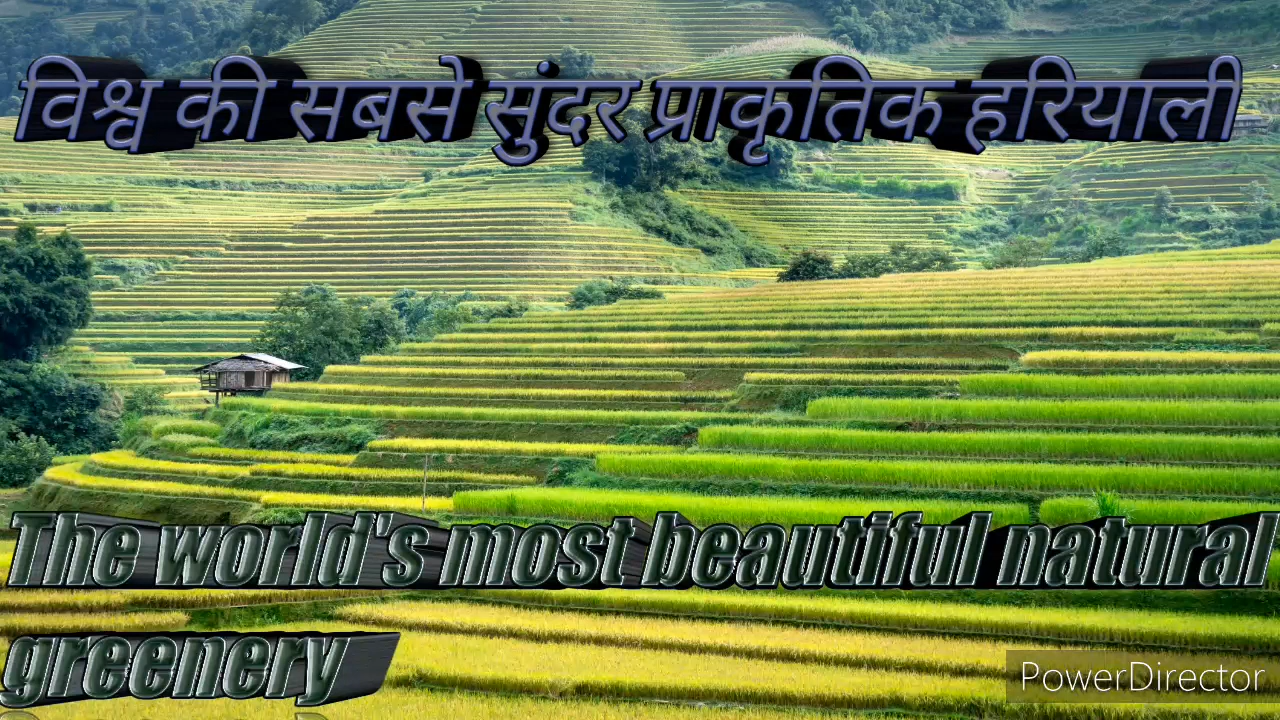 विश्व की सबसे सुंदर प्राकृतिक हरियाली
The world's most beautiful natural
greenery
PowerDirector